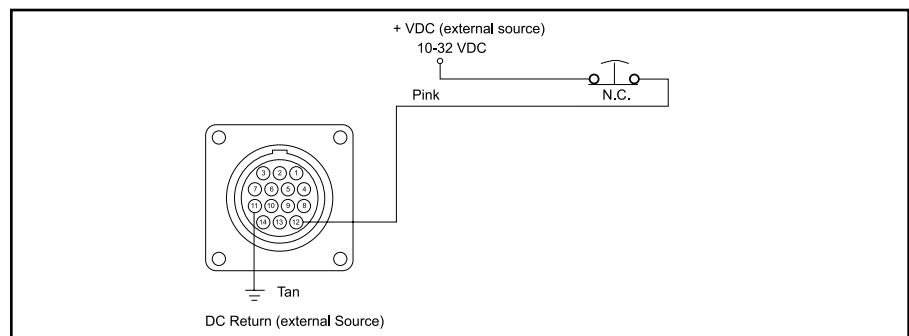 + VDC (external source)
10-32 VDC
Pink
N.C.
3 2 1
7 6 5 4
11 10 9 8
14 13 12
Tan
DC Return (external Source)